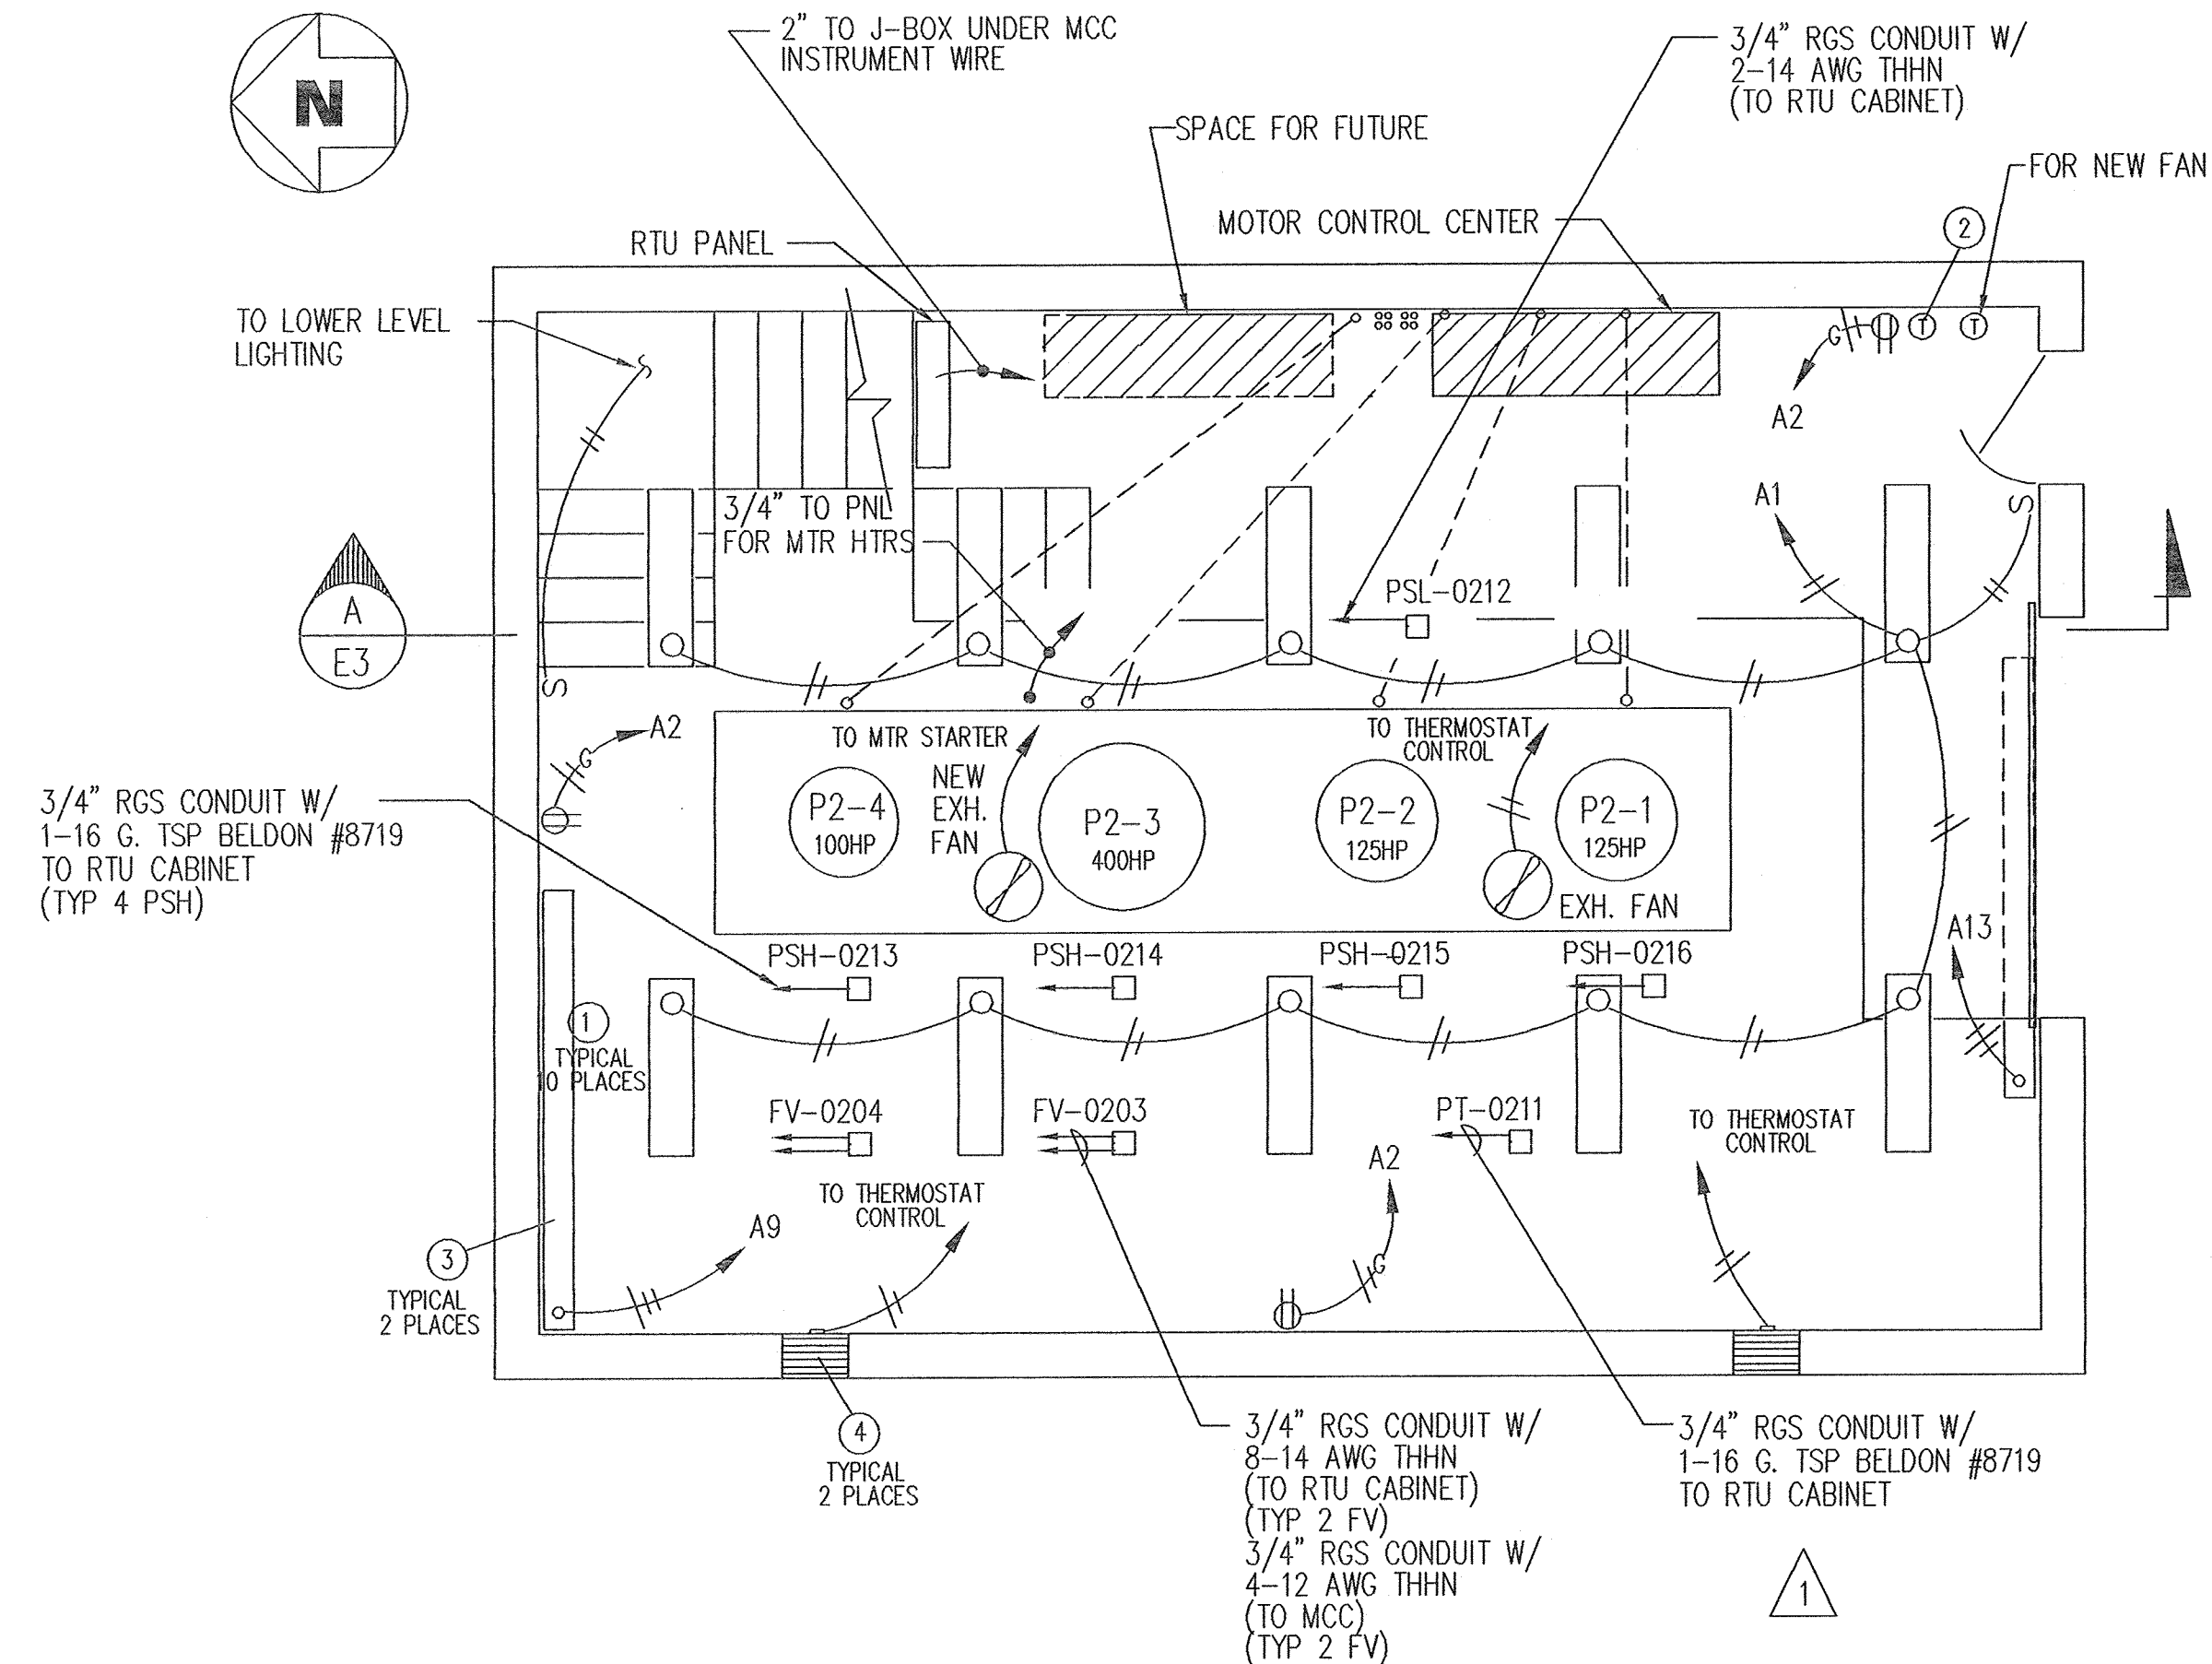 N
2" TO J-BOX UNDER MCC
INSTRUMENT WIRE
3/4" RGS CONDUIT W/
2-14 AWG THHN
(TO RTU CABINET)
SPACE FOR FUTURE
FOR NEW FAN
MOTOR CONTROL CENTER
2
RTU PANEL
TO LOWER LEVEL
LIGHTING
S
G
T
T
A2
3/4" TO PNL
FOR MTR HTRS
A1
S
PSL-0212
A
E3
S
A2
G
TO MTR STARTER
NEW
EXH.
FAN
TO THERMOSTAT
CONTROL
P2-4
100HP
P2-3
400HP
P2-2
125HP
P2-1
125HP
EXH. FAN
3/4" RGS CONDUIT W/
1-16 G. TSP BELDON #8719
TO RTU CABINET
(TYP 4 PSH)
A13
PSH-0213
PSH-0214
PSH-0215
PSH-0216
1
TYPICAL
10 PLACES
FV-0204
FV-0203
PT-0211
TO THERMOSTAT
CONTROL
A2
G
TO THERMOSTAT
CONTROL
A9
3
TYPICAL
2 PLACES
4
TYPICAL
2 PLACES
3/4" RGS CONDUIT W/
8-14 AWG THHN
(TO RTU CABINET)
(TYP 2 FV)
3/4" RGS CONDUIT W/
4-12 AWG THHN
(TO MCC)
(TYP 2 FV)
3/4" RGS CONDUIT W/
1-16 G. TSP BELDON #8719
TO RTU CABINET
1